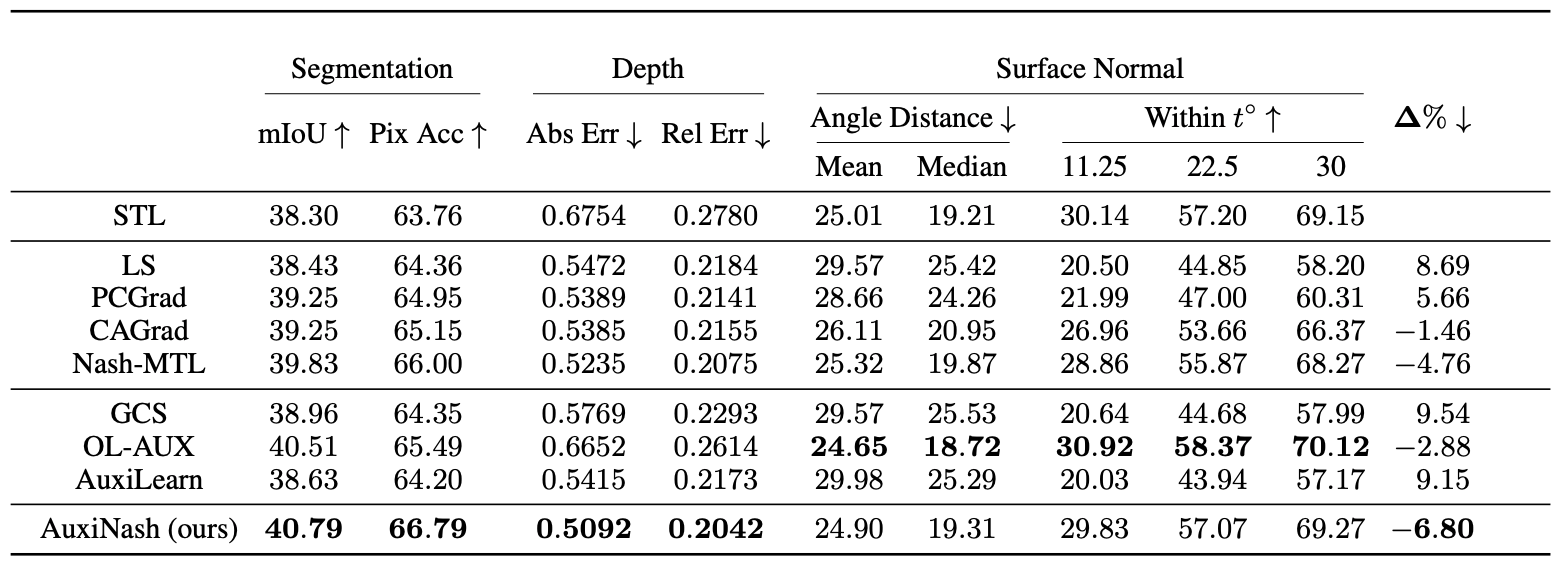 Segmentation Depth Surface Normal
mIoU ↑ Pix Acc ↑ Abs Err ↓ Rel Err ↓ Angle Distance ↓ Within t° ↑ Δ% ↓
Mean Median 11.25 22.5 30
STL 38.30 63.76 0.6754 0.2780 25.01 19.21 30.14 57.20 69.15
LS 38.43 64.36 0.5472 0.2184 29.57 25.42 20.50 44.85 58.20 8.69
PCGrad 39.25 64.95 0.5389 0.2141 28.66 24.26 21.99 47.00 60.31 5.66
CAGrad 39.25 65.15 0.5385 0.2155 26.11 20.95 26.96 53.66 66.37 −1.46
Nash-MTL 39.83 66.00 0.5235 0.2075 25.32 19.87 28.86 55.87 68.27 −4.76
GCS 38.96 64.35 0.5769 0.2293 29.57 25.53 20.64 44.68 57.99 9.54
OL-AUX 40.51 65.49 0.6652 0.2614 24.65 18.72 30.92 58.37 70.12 −2.88
AuxiLearn 38.63 64.20 0.5415 0.2173 29.98 25.29 20.03 43.94 57.17 9.15
AuxiNash (ours) 40.79 66.79 0.5092 0.2042 24.90 19.31 29.83 57.07 69.27 −6.80